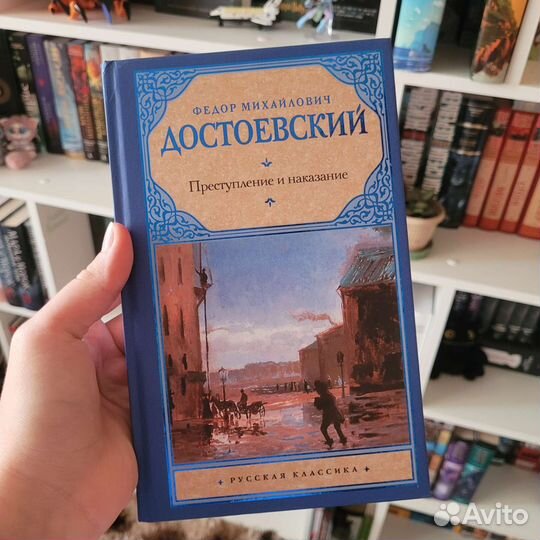 ФЕДОР МИХАЙЛОВИЧ
ДОСТОЕВСКИЙ
Преступление и наказание
РУССКАЯ КЛАССИКА
Avito